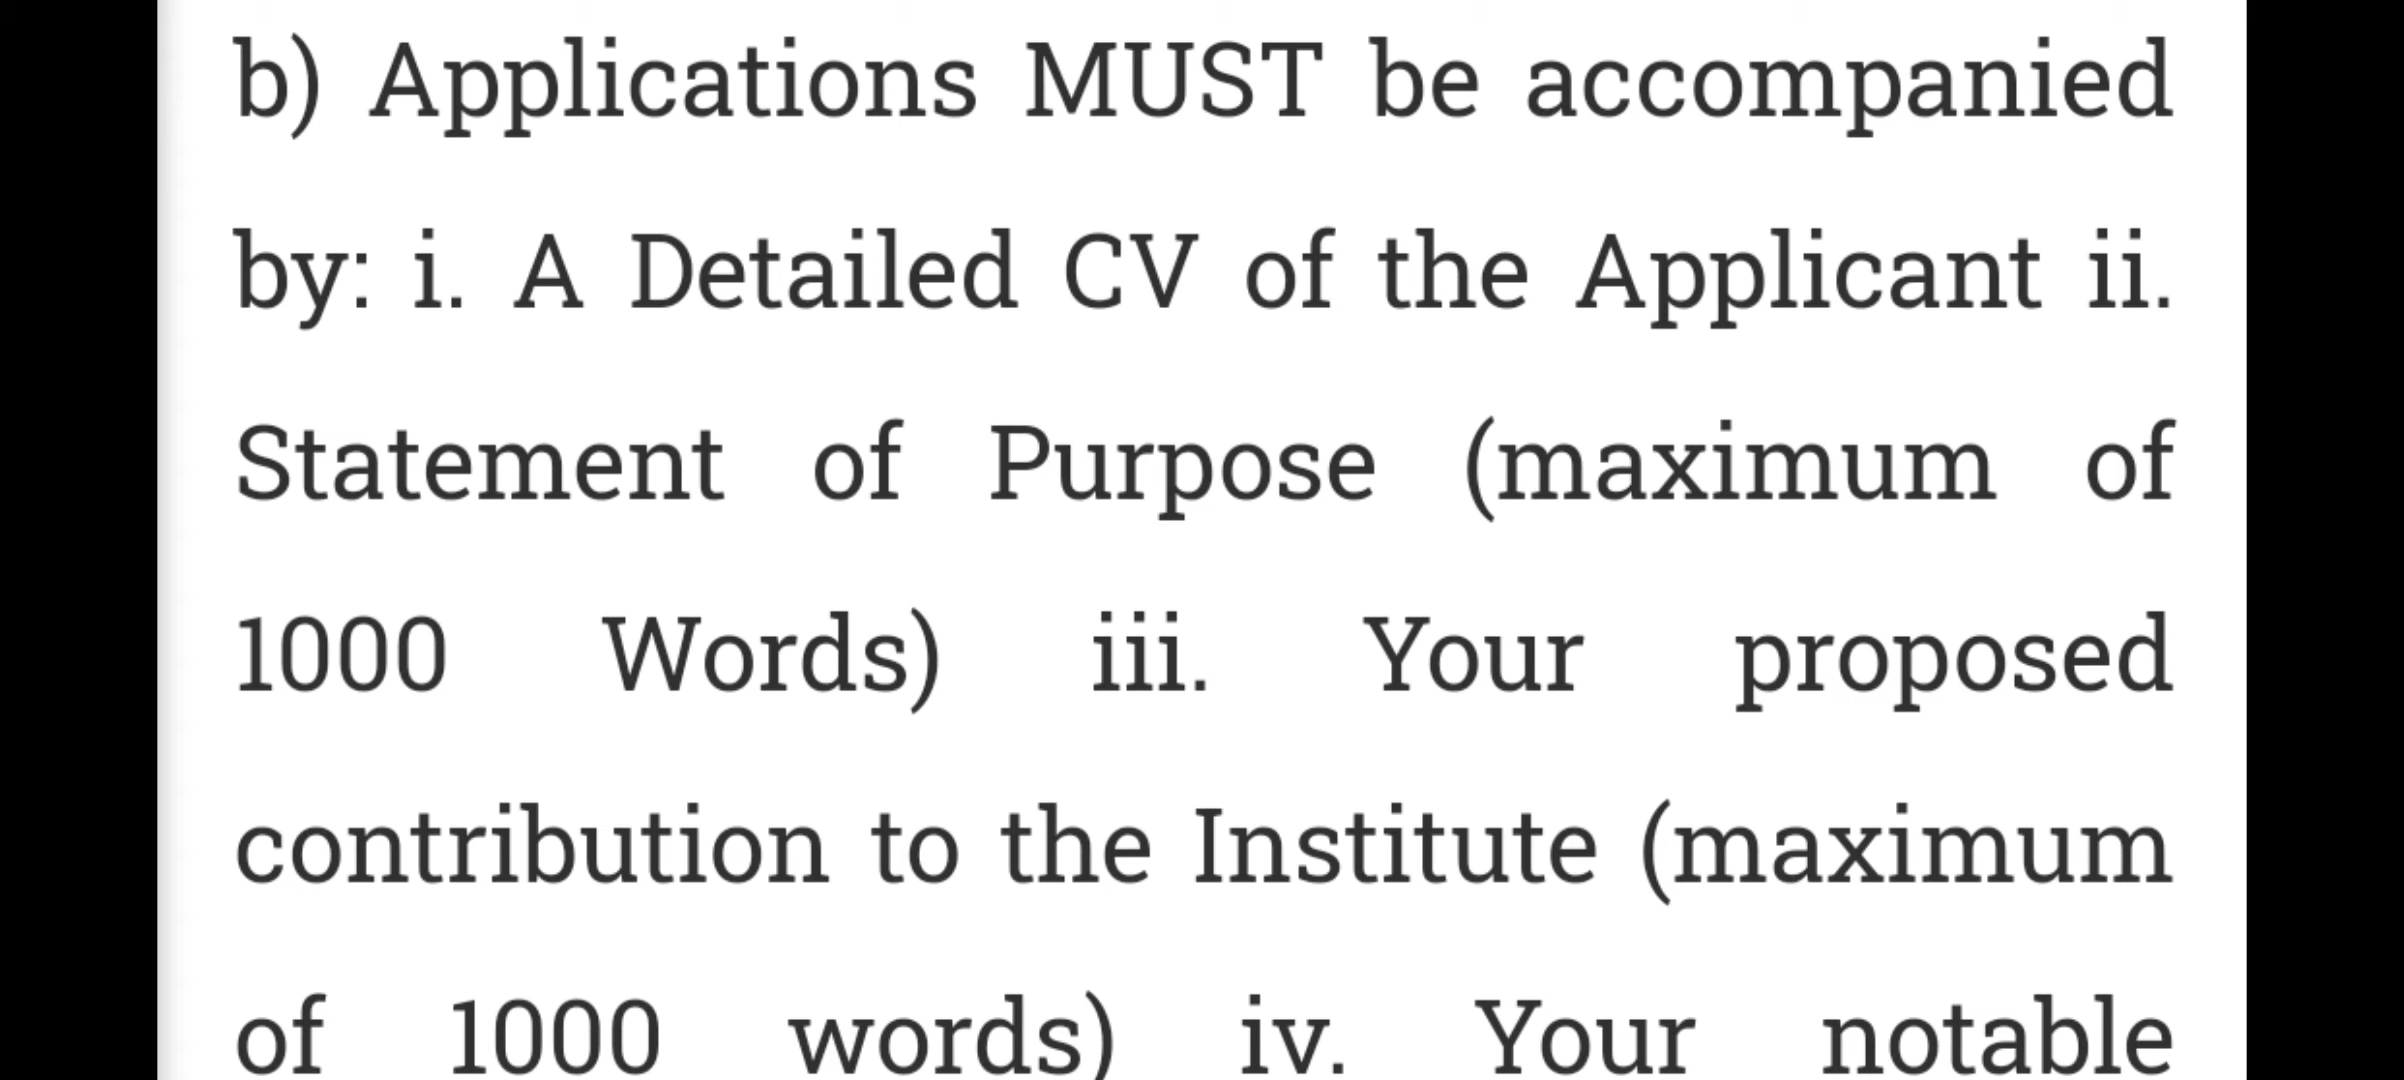 b) Applications MUST be accompanied
by: i. A Detailed CV of the Applicant ii.
Statement of Purpose (maximum of
1000 Words) iii. Your proposed
contribution to the Institute (maximum
of 1000 words) iv. Your notable